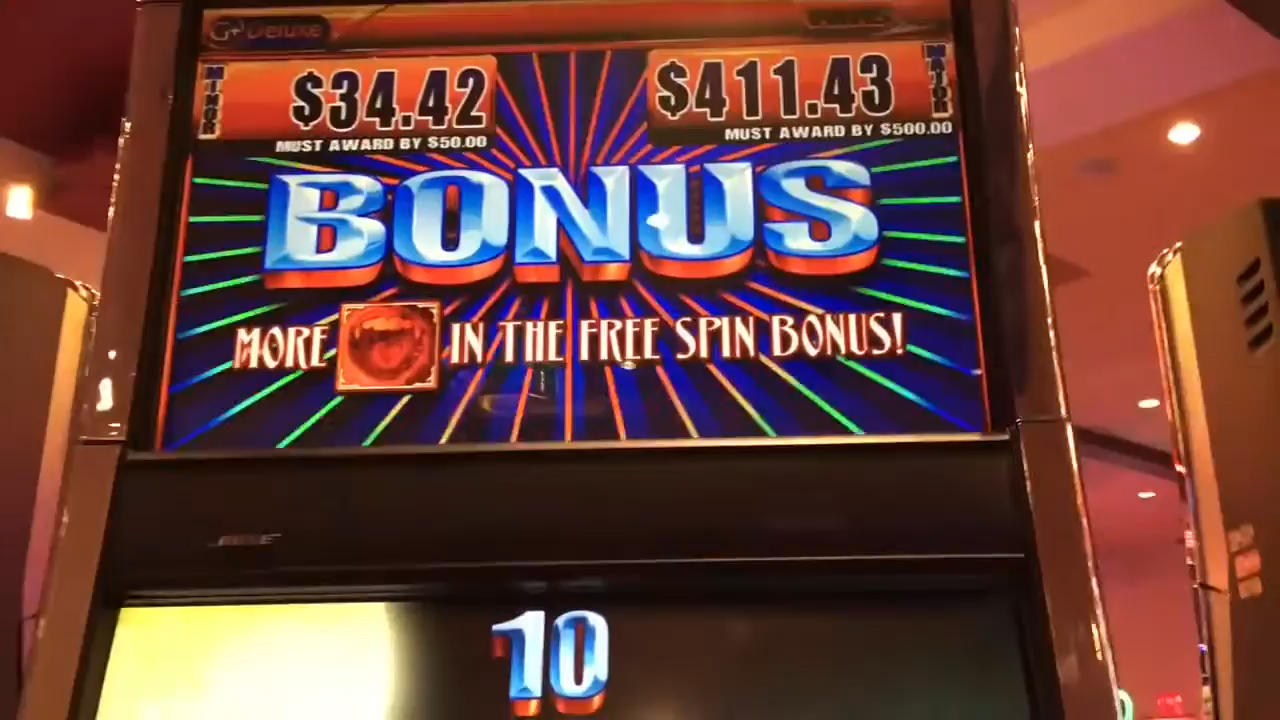 G+ Deluxe
MINOR
$34.42
MUST AWARD BY $50.00
$411.43
MAJOR
MUST AWARD BY $500.00
BONUS
MORE IN THE FREE SPIN BONUS!
BOSE
10